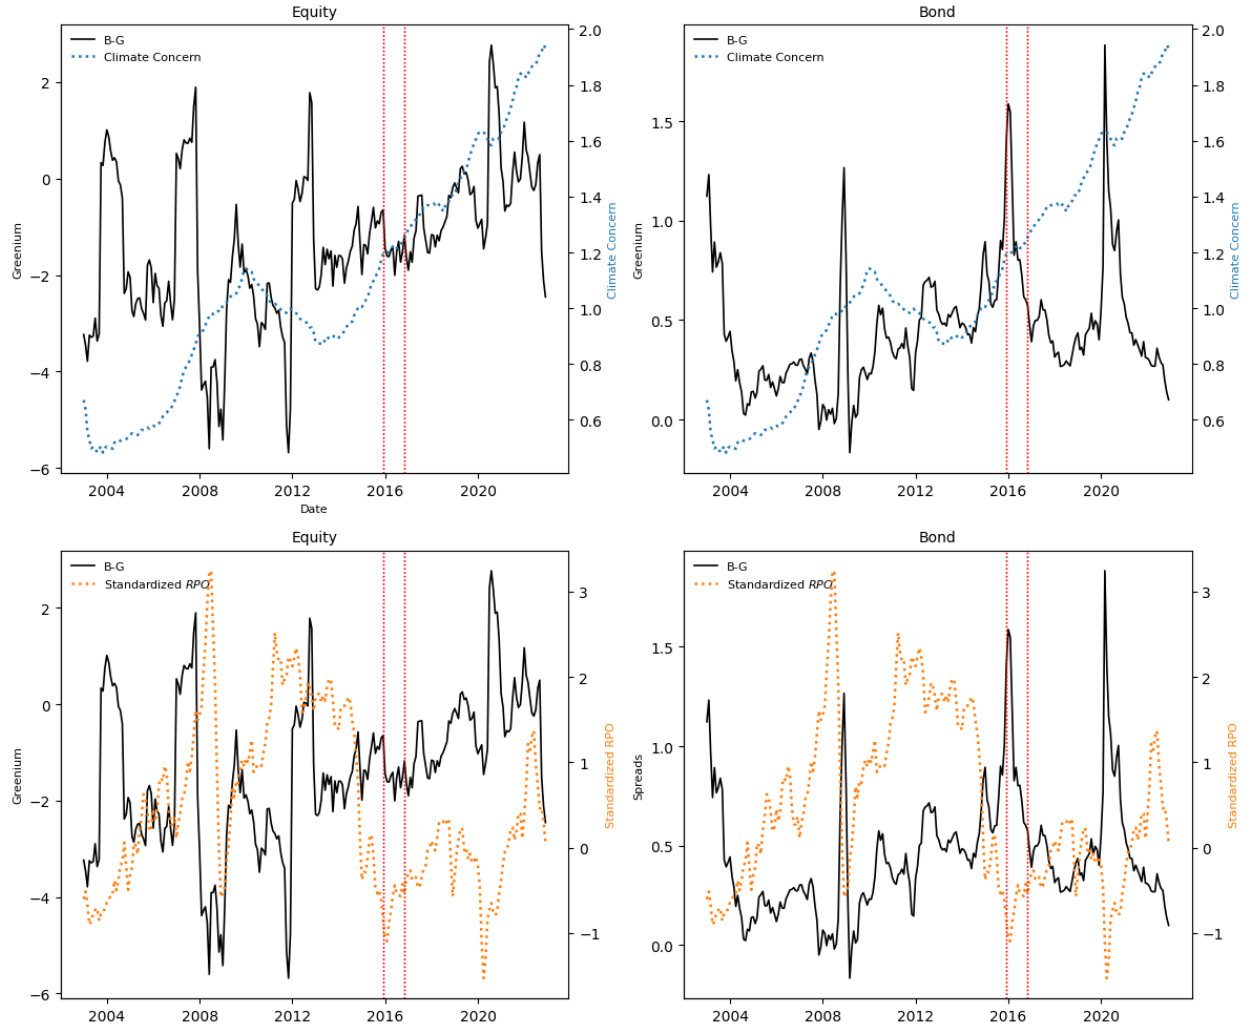 Equity
B-G
Climate Concern
2
0
−2
−4
−6
Greenium
2.0
1.8
1.6
1.4
1.2
1.0
0.8
0.6
Climate Concern
2004 2008 2012 2016 2020
Date
Bond
B-G
Climate Concern
1.5
1.0
0.5
0.0
Greenium
2.0
1.8
1.6
1.4
1.2
1.0
0.8
0.6
Climate Concern
2004 2008 2012 2016 2020
Equity
B-G
Standardized RPO
2
0
−2
−4
−6
Greenium
3
2
1
0
−1
Standardized RPO
2004 2008 2012 2016 2020
Bond
B-G
Standardized RPO
1.5
1.0
0.5
0.0
Spreads
3
2
1
0
−1
Standardized RPO
2004 2008 2012 2016 2020